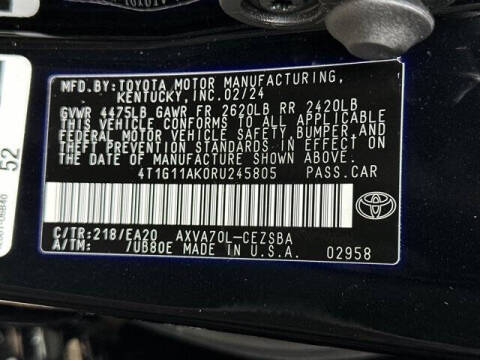 MFD.BY: TOYOTA MOTOR MANUFACTURING,
KENTUCKY, INC. 02/24
GVWR 4475LB GAWR FR 2620LB RR 2420LB
THIS VEHICLE CONFORMS TO ALL APPLICABLE
FEDERAL MOTOR VEHICLE SAFETY, BUMPER, AND
THEFT PREVENTION STANDARDS IN EFFECT ON
THE DATE OF MANUFACTURE SHOWN ABOVE.
4T1G11AK0RU245805 PASS.CAR
C/TR:218/EA20 AXVA70L-CEZSBA
A/TM: /UB80E MADE IN U.S.A. 02958
52